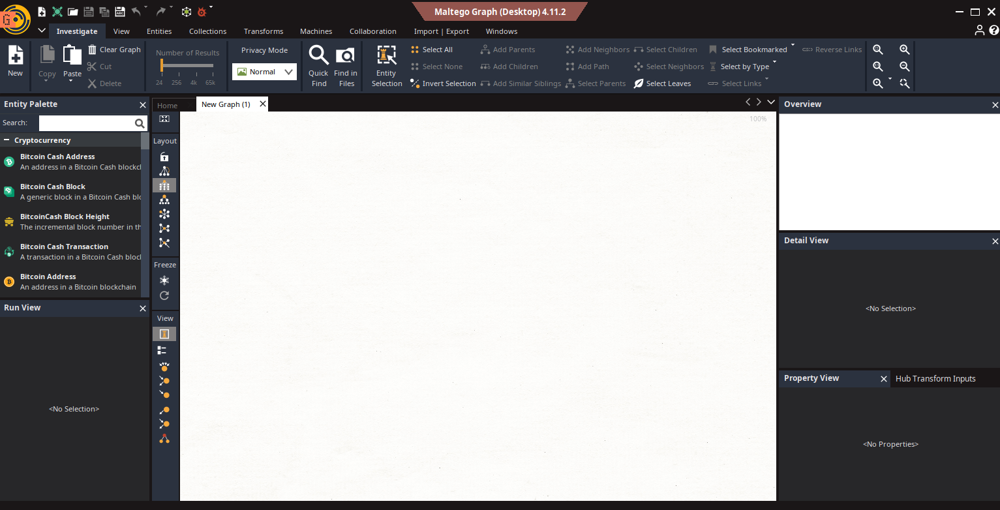 Maltego Graph (Desktop) 4.11.2
Investigate View Entities Collections Transforms Machines Collaboration Import | Export Windows
New
Copy
Paste
Clear Graph
Cut
Delete
Number of Results
24 256 4k 65k
Privacy Mode
Normal
Quick
Find
Find in
Files
Entity
Selection
Select All
Select None
Invert Selection
Add Parents
Add Children
Add Similar Siblings
Add Neighbors
Add Path
Select Parents
Select Children
Select Neighbors
Select Leaves
Select Bookmarked
Select by Type
Select Links
Reverse Links
Entity Palette
Search:
Cryptocurrency
Bitcoin Cash Address
An address in a Bitcoin Cash blockc
Bitcoin Cash Block
A generic block in a Bitcoin Cash blo
BitcoinCash Block Height
The incremental block number in th
Bitcoin Cash Transaction
A transaction in a Bitcoin Cash bloc
Bitcoin Address
An address in a Bitcoin blockchain
Run View
<No Selection>
Home
New Graph (1)
Layout
Freeze
View
100%
Overview
Detail View
<No Selection>
Property View
Hub Transform Inputs
<No Properties>